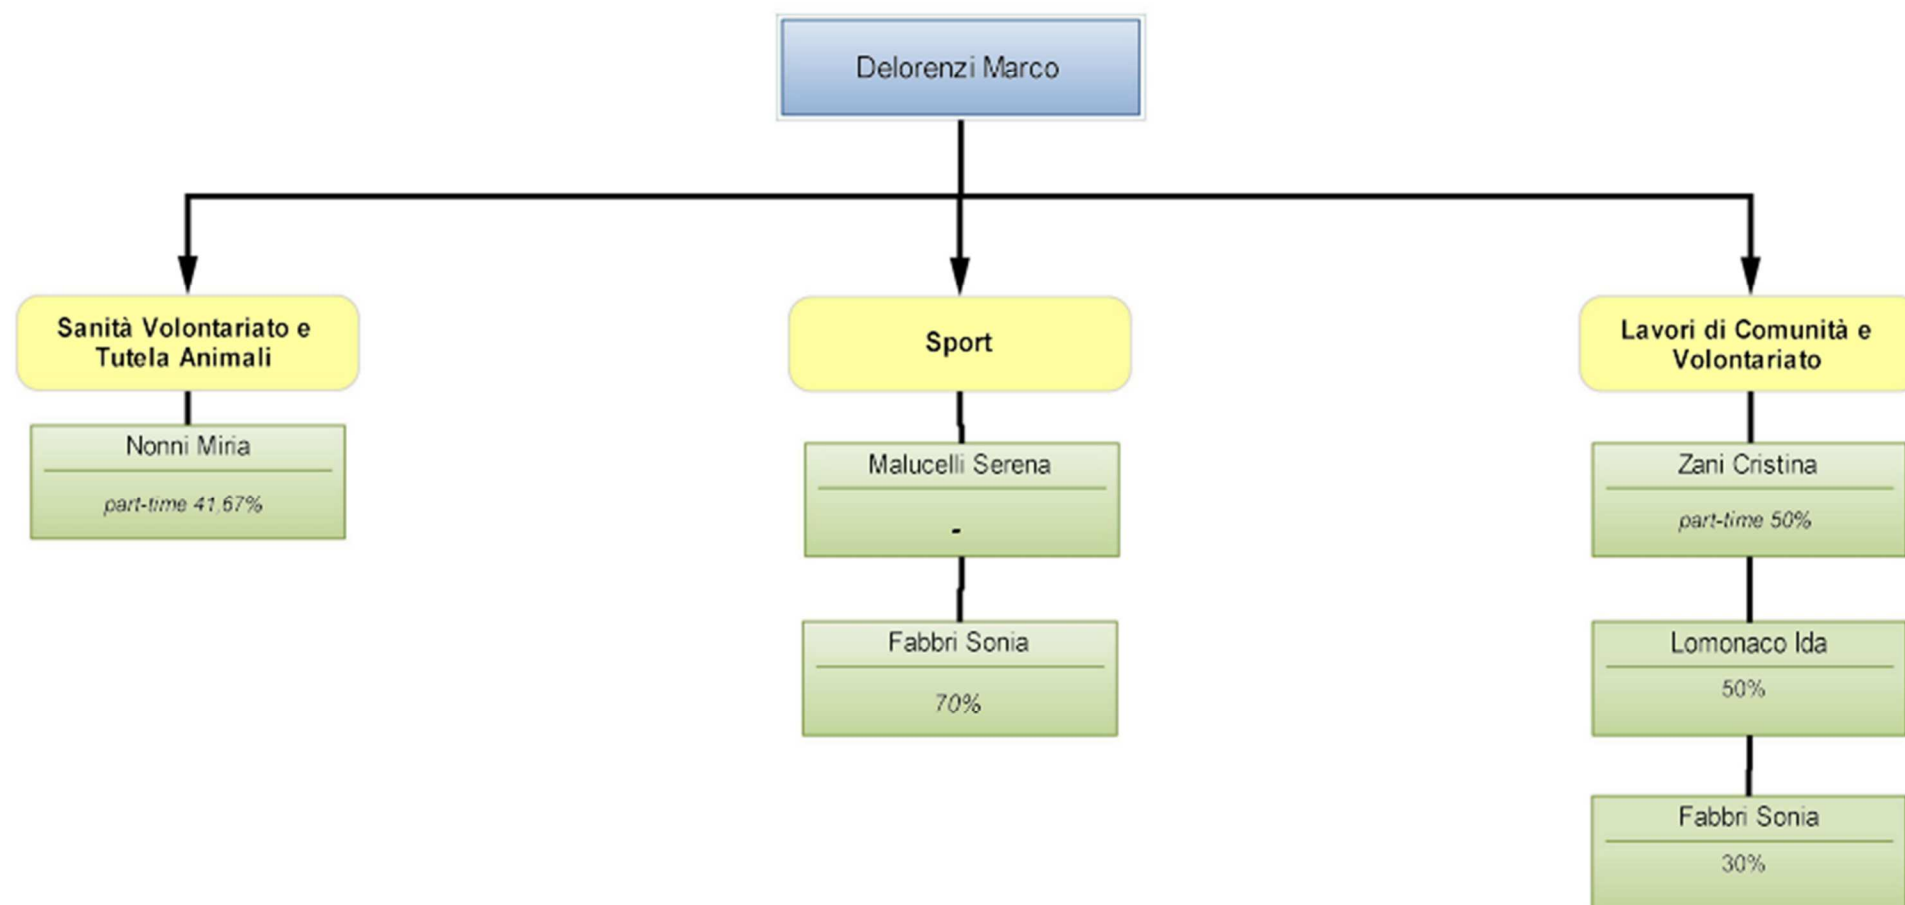 Delorenzi Marco
Sanità Volontariato e
Tutela Animali
Nonni Miria
part-time 41,67%
Sport
Malucelli Serena
-
Fabbri Sonia
70%
Lavori di Comunità e
Volontariato
Zani Cristina
part-time 50%
Lomonaco Ida
50%
Fabbri Sonia
30%